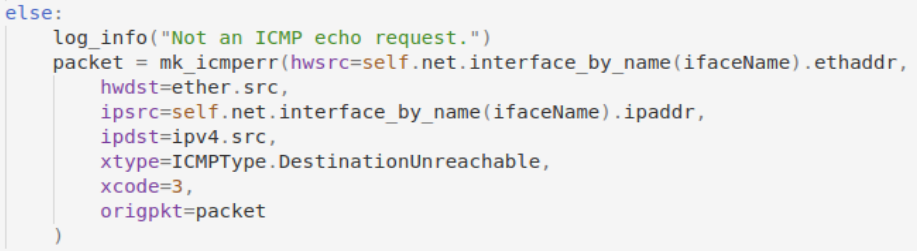 else:
    log_info("Not an ICMP echo request.")
    packet = mk_icmperr(hwsrc=self.net.interface_by_name(ifaceName).ethaddr,
        hwdst=ether.src,
        ipsrc=self.net.interface_by_name(ifaceName).ipaddr,
        ipdst=ipv4.src,
        xtype=ICMPType.DestinationUnreachable,
        xcode=3,
        origpkt=packet
    )